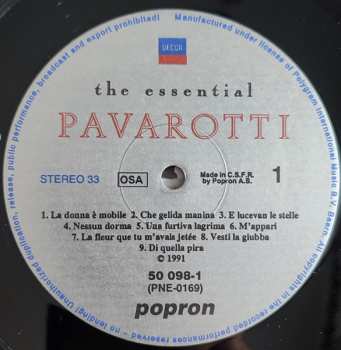 DECCA
the essential
PAVAROTTI
STEREO 33
OSA
Made in C.S.F.R.
by Popron A.B.
1
1. La donna è mobile 2. Che gelida manina 3. E lucevan le stelle
4. Nessun dorma 5. Una furtiva lagrima 6. M'appari
7. La fleur que tu m'avais jetée 8. Vesti la giubba
9. Di quella pira
© 1991
50 098-1
(PNE-0169)
popron
Manufactured under license of Polygram International Music B. V. Baarn - All rights of the recorded performances reserved - no lending! Unauthorized duplication, release, public performance, broadcast and export prohibited!